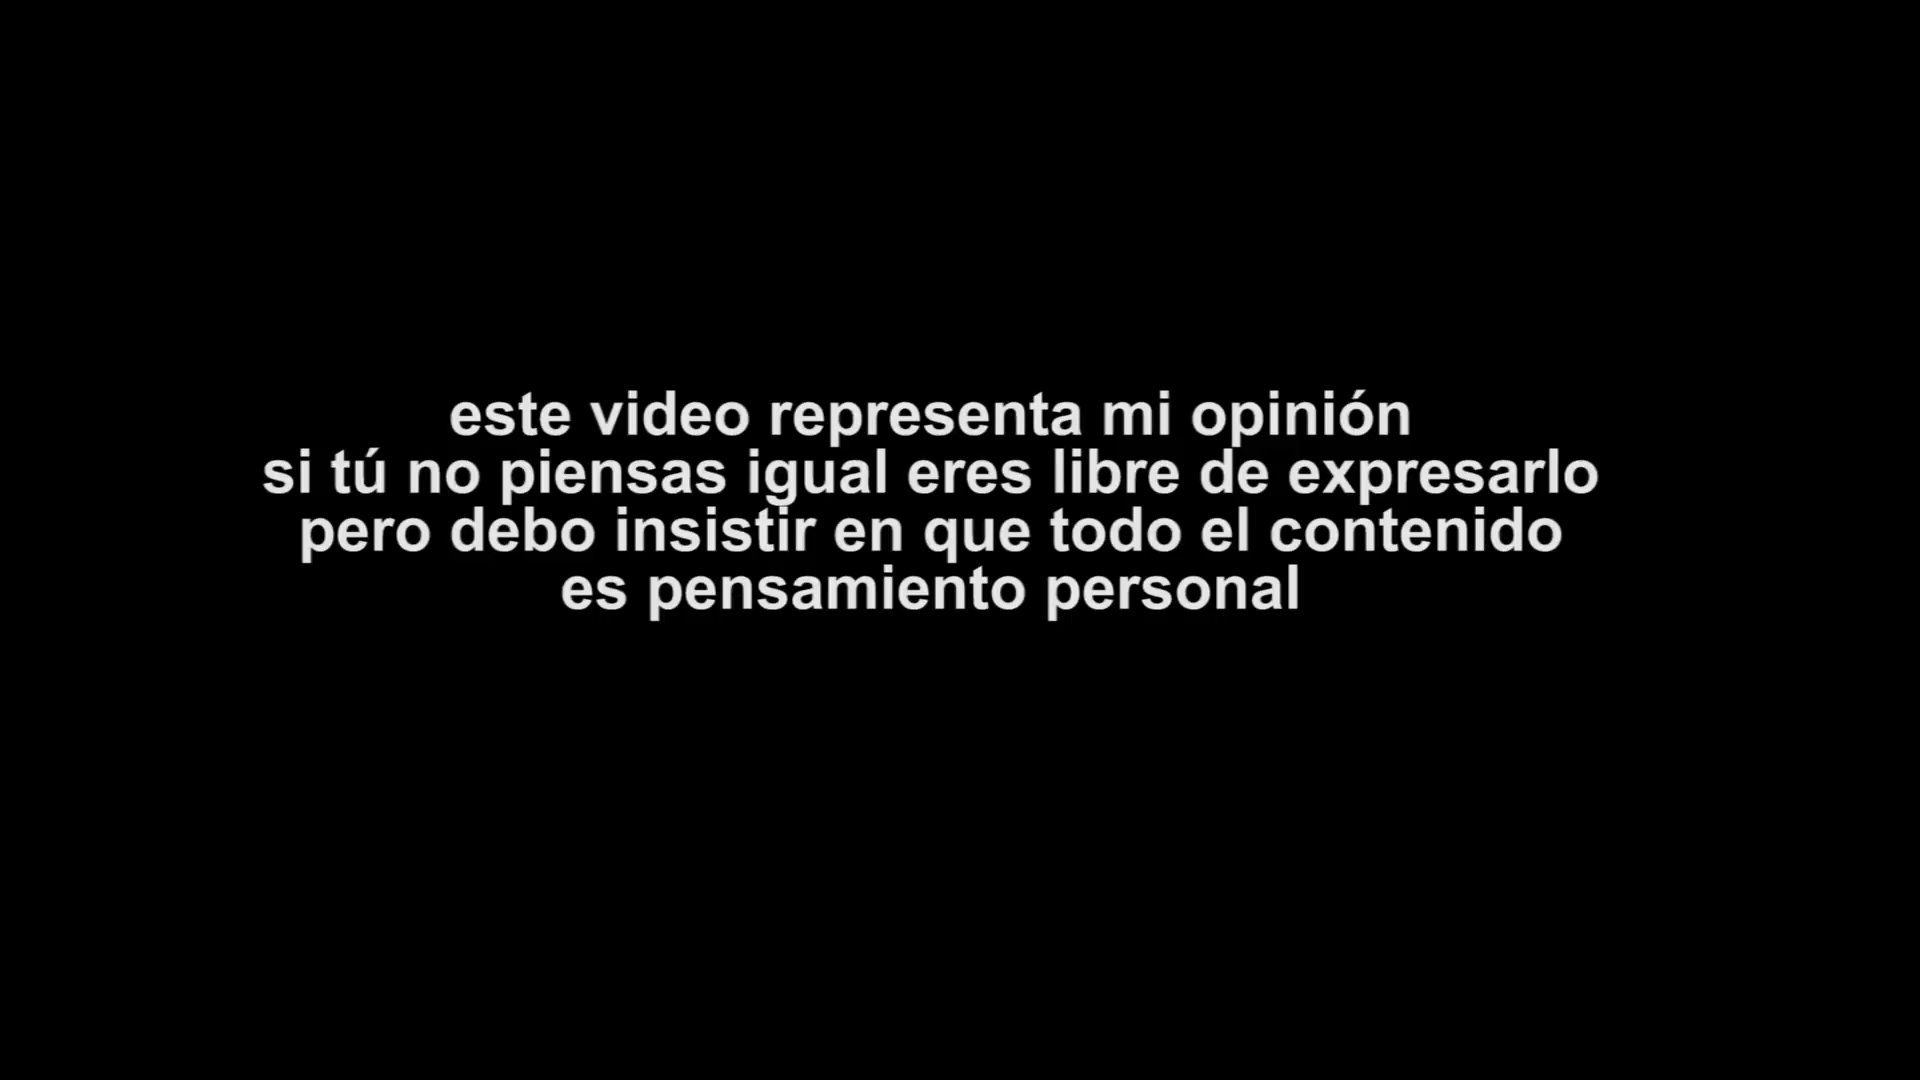 este video representa mi opinión
si tú no piensas igual eres libre de expresarlo
pero debo insistir en que todo el contenido
es pensamiento personal